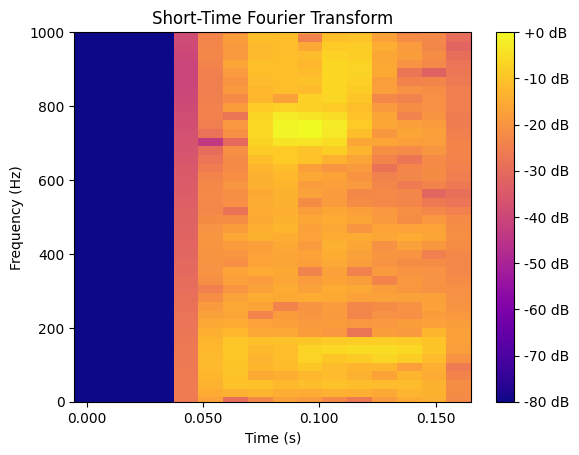 Short-Time Fourier Transform
Frequency (Hz)
1000
800
600
400
200
0
0.000
0.050
0.100
0.150
Time (s)
+0 dB
-10 dB
-20 dB
-30 dB
-40 dB
-50 dB
-60 dB
-70 dB
-80 dB